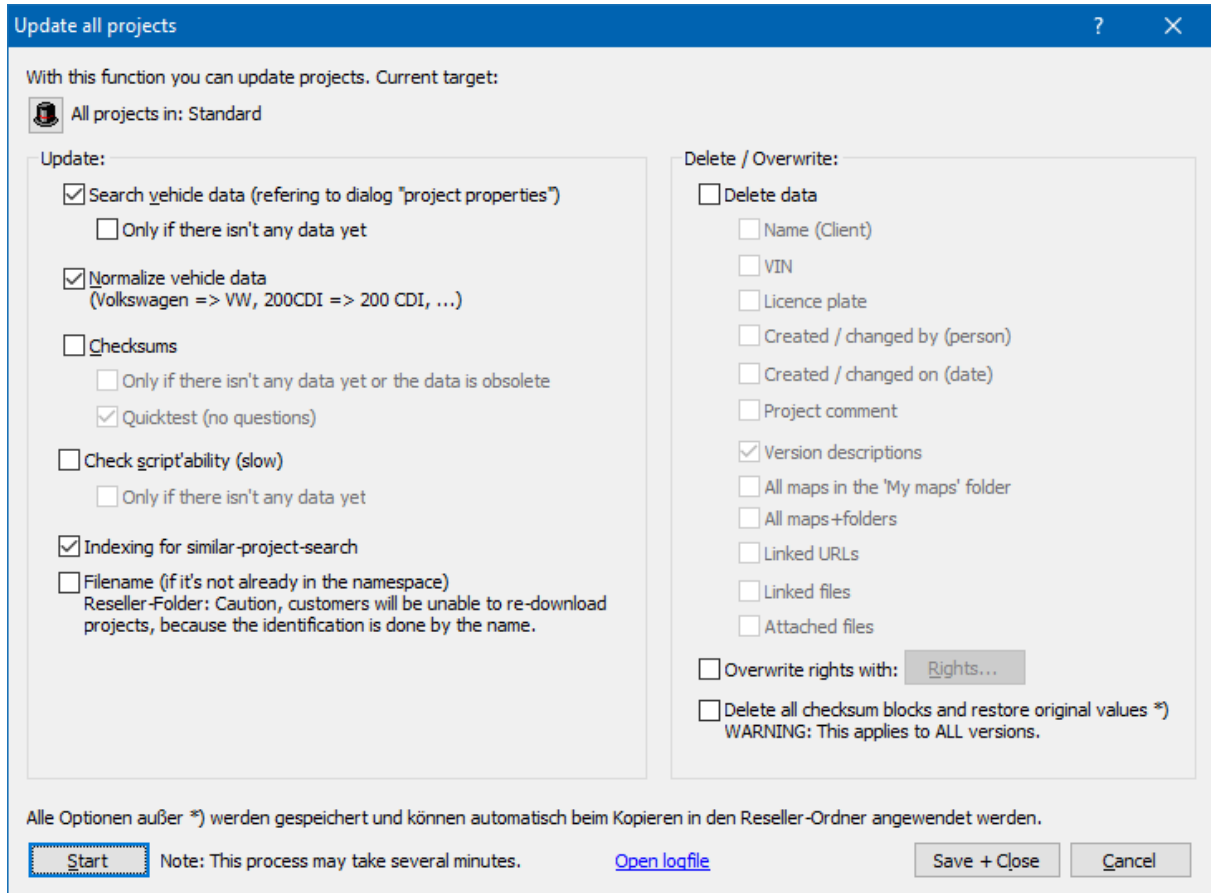 Update all projects
With this function you can update projects. Current target:
All projects in: Standard
Update:
Search vehicle data (refering to dialog "project properties")
Only if there isn't any data yet
Normalize vehicle data
(Volkswagen => VW, 200CDI => 200 CDI, ...)
Checksums
Only if there isn't any data yet or the data is obsolete
Quicktest (no questions)
Check script'ability (slow)
Only if there isn't any data yet
Indexing for similar-project-search
Filename (if it's not already in the namespace)
Reseller-Folder: Caution, customers will be unable to re-download
projects, because the identification is done by the name.
Delete / Overwrite:
Delete data
Name (Client)
VIN
Licence plate
Created / changed by (person)
Created / changed on (date)
Project comment
Version descriptions
All maps in the 'My maps' folder
All maps+folders
Linked URLs
Linked files
Attached files
Overwrite rights with: Rights...
Delete all checksum blocks and restore original values *)
WARNING: This applies to ALL versions.
Alle Optionen außer *) werden gespeichert und können automatisch beim Kopieren in den Reseller-Ordner angewendet werden.
Start Note: This process may take several minutes. Open logfile Save + Close Cancel